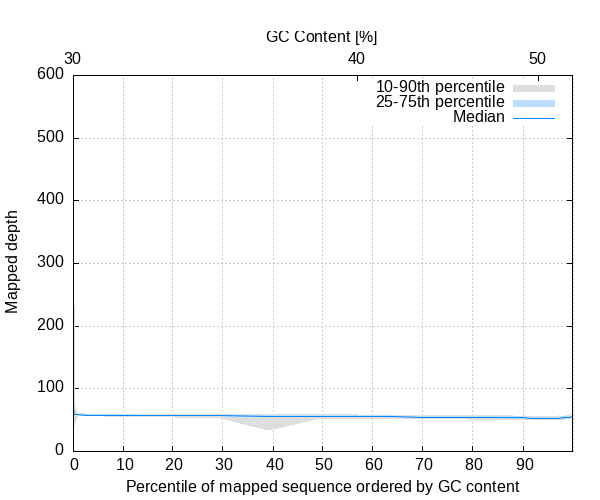 GC Content [%]
30 40 50
600
10-90th percentile
25-75th percentile
Median
500
400
300
200
100
0
Mapped depth
0 10 20 30 40 50 60 70 80 90
Percentile of mapped sequence ordered by GC content